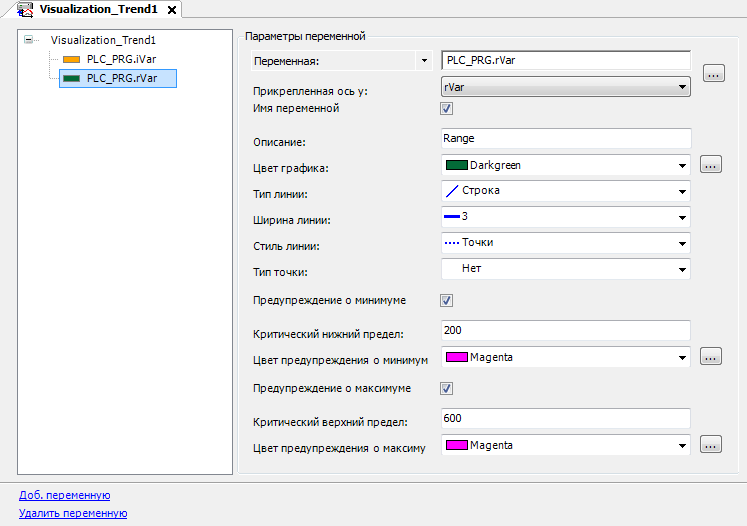 Visualization_Trend1
Visualization_Trend1
PLC_PRG.iVar
PLC_PRG.rVar
Параметры переменной
Переменная: PLC_PRG.rVar ...
Прикрепленная ось y: rVar
Имя переменной
Описание: Range
Цвет графика: Darkgreen ...
Тип линии: Строка
Ширина линии: 3
Стиль линии: Точки
Тип точки: Нет
Предупреждение о минимуме
Критический нижний предел: 200
Цвет предупреждения о минимум Magenta ...
Предупреждение о максимуме
Критический верхний предел: 600
Цвет предупреждения о максиму Magenta ...
Доб. переменную
Удалить переменную